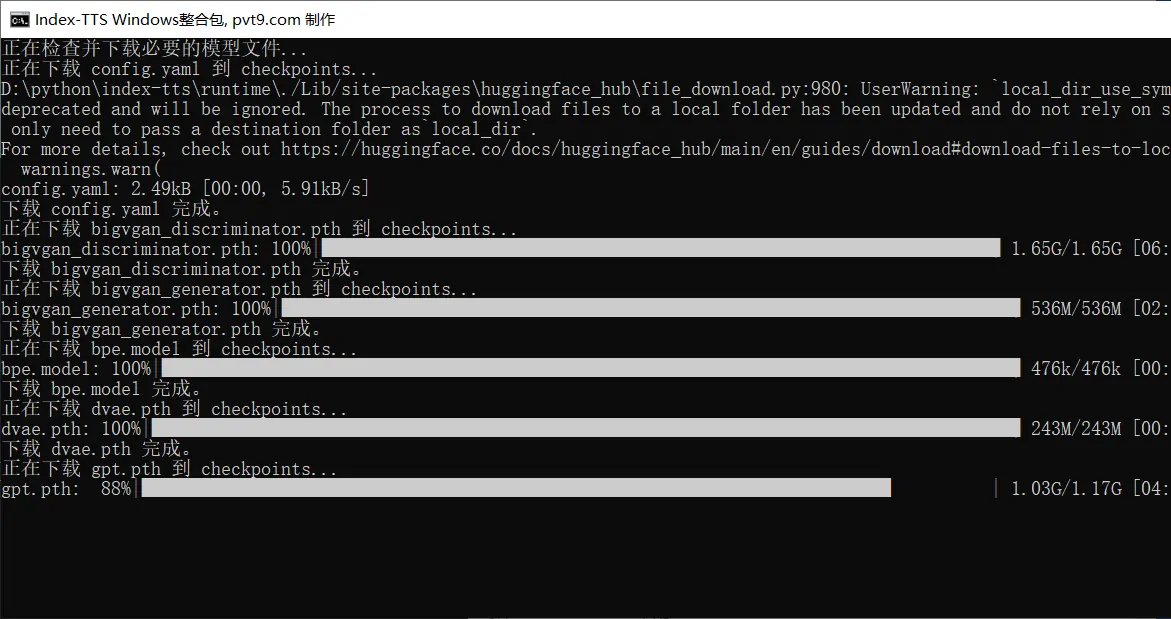 Index-TTS Windows整合包, pvt9.com 制作
正在检查并下载必要的模型文件...
正在下载 config.yaml 到 checkpoints...
D:\python\index-tts\runtime\./Lib/site-packages\huggingface_hub\file_download.py:980: UserWarning: `local_dir_use_sym
deprecated and will be ignored. The process to download files to a local folder has been updated and do not rely on s
only need to pass a destination folder as`local_dir`.
For more details, check out https://huggingface.co/docs/huggingface_hub/main/en/guides/download#download-files-to-loc
warnings.warn(
config.yaml: 2.49kB [00:00, 5.91kB/s]
下载 config.yaml 完成。
正在下载 bigvgan_discriminator.pth 到 checkpoints...
bigvgan_discriminator.pth: 100%| 1.65G/1.65G [06:
下载 bigvgan_discriminator.pth 完成。
正在下载 bigvgan_generator.pth 到 checkpoints...
bigvgan_generator.pth: 100%| 536M/536M [02:
下载 bigvgan_generator.pth 完成。
正在下载 bpe.model 到 checkpoints...
bpe.model: 100%| 476k/476k [00:
下载 bpe.model 完成。
正在下载 dvae.pth 到 checkpoints...
dvae.pth: 100%| 243M/243M [00:
下载 dvae.pth 完成。
正在下载 gpt.pth 到 checkpoints...
gpt.pth: 88%| | 1.03G/1.17G [04: